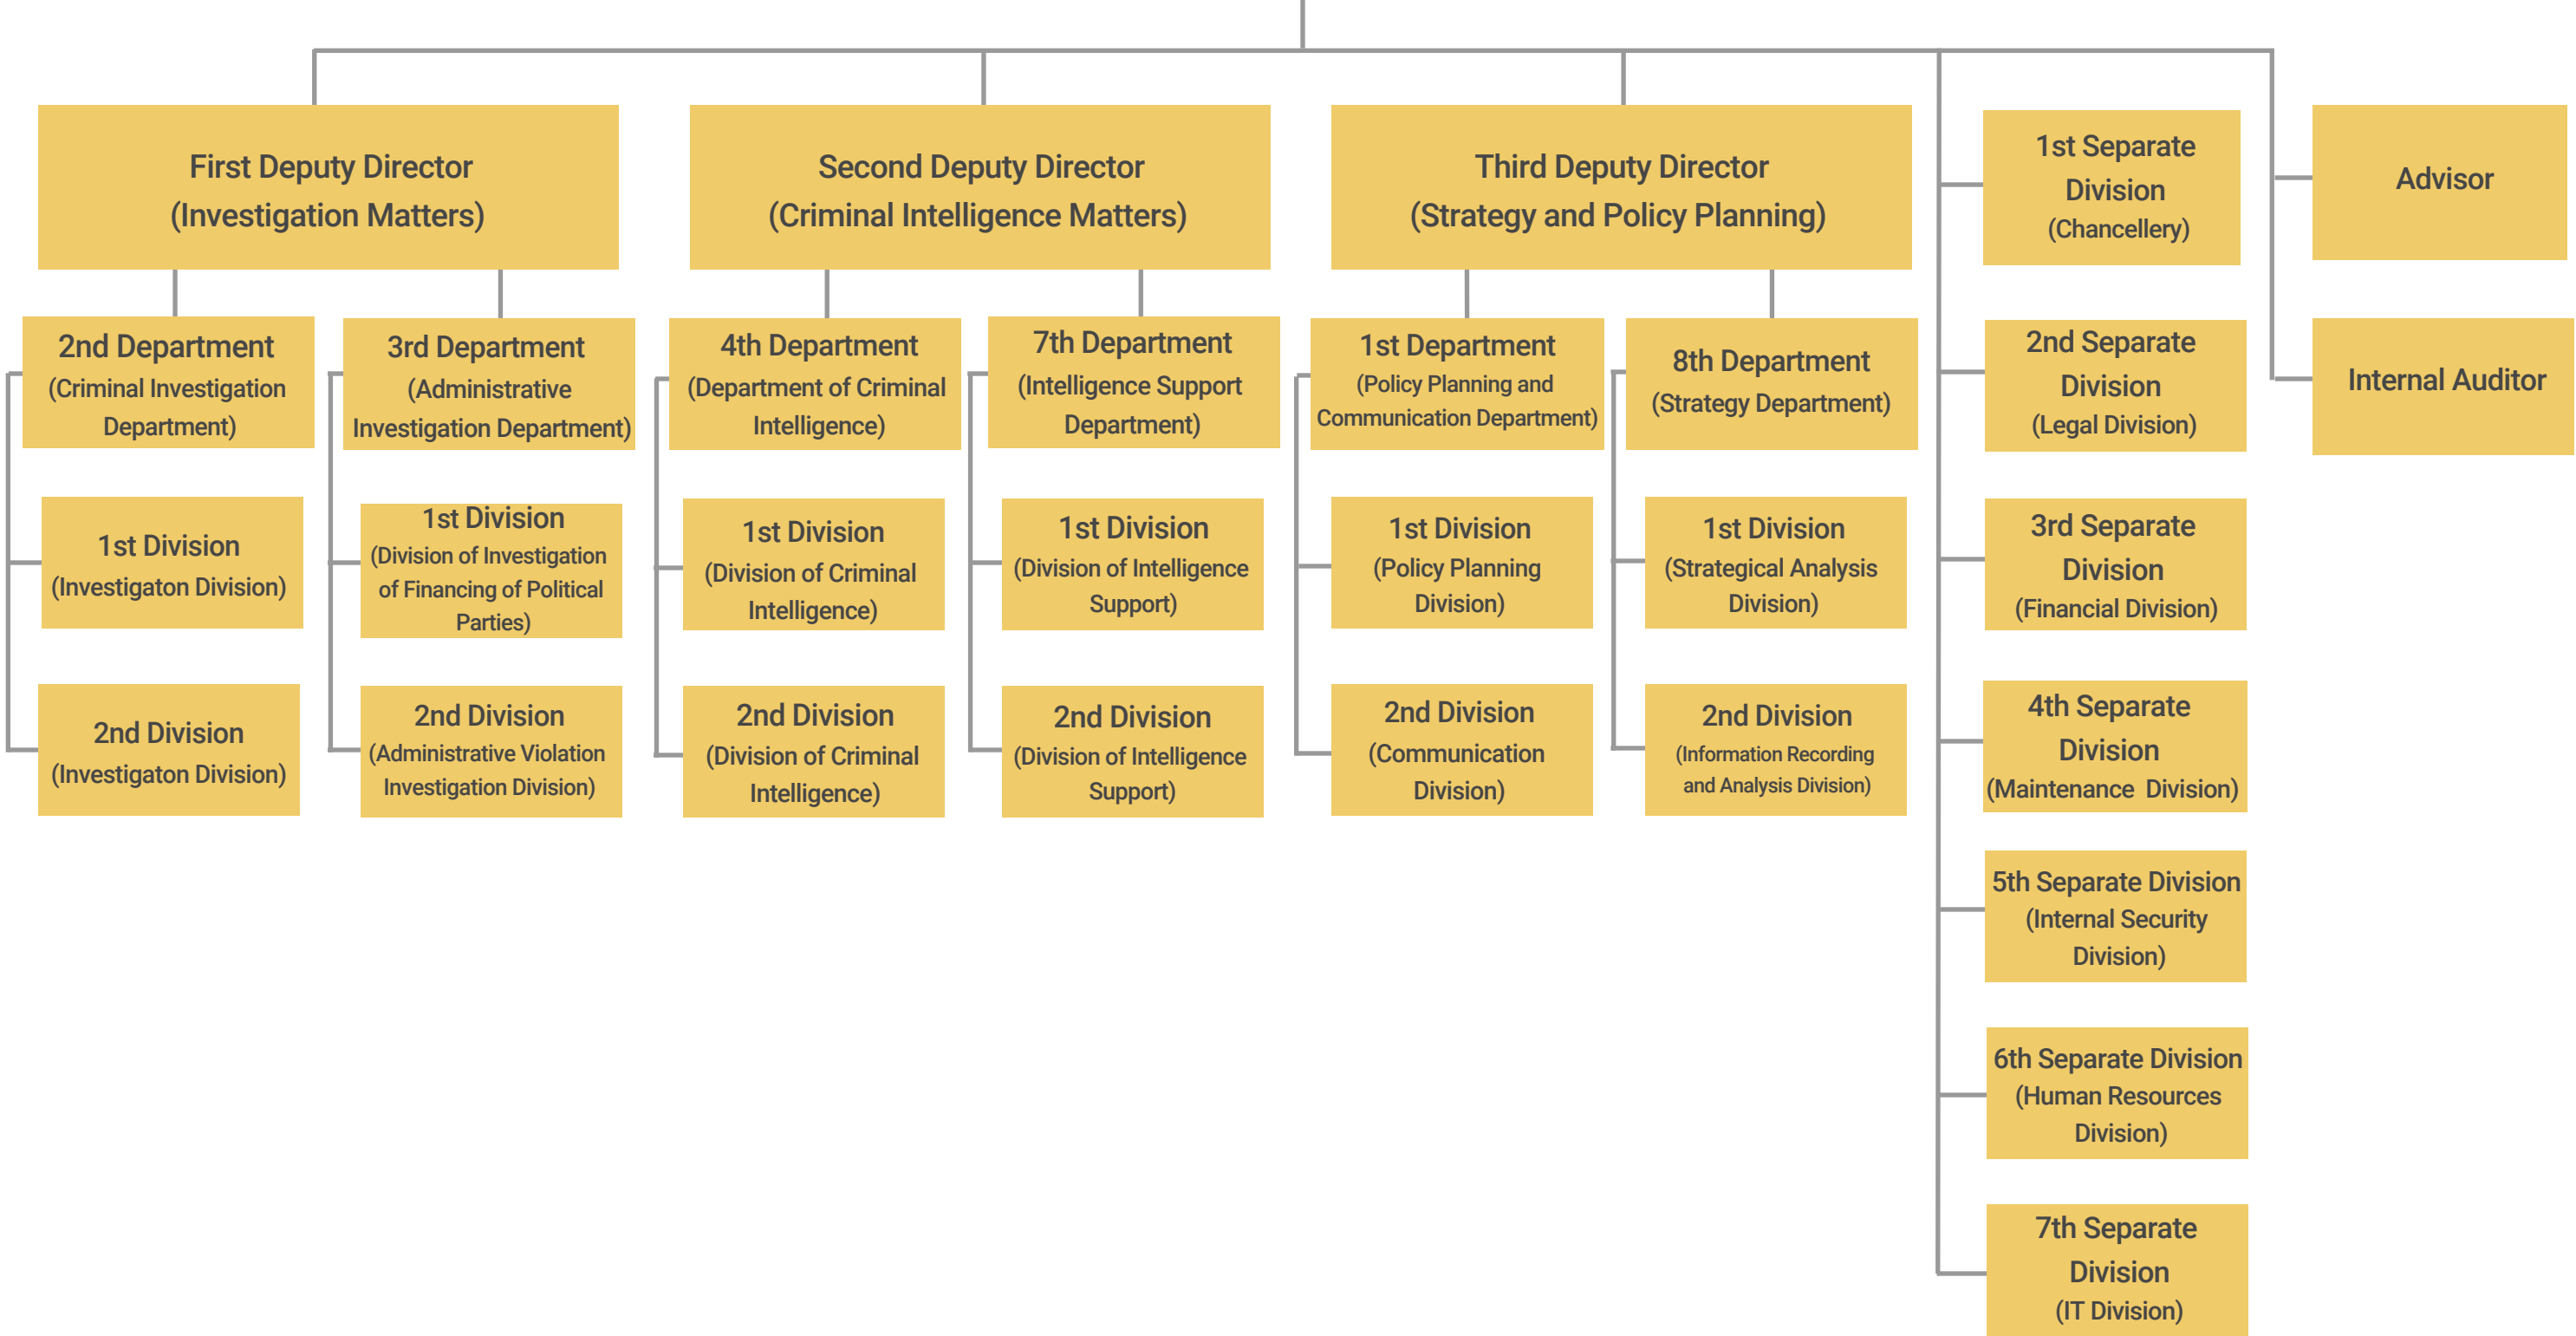 First Deputy Director
(Investigation Matters)
Second Deputy Director
(Criminal Intelligence Matters)
Third Deputy Director
(Strategy and Policy Planning)
1st Separate
Division
(Chancellery)
Advisor
2nd Department
(Criminal Investigation
Department)
3rd Department
(Administrative
Investigation Department)
4th Department
(Department of Criminal
Intelligence)
7th Department
(Intelligence Support
Department)
1st Department
(Policy Planning and
Communication Department)
8th Department
(Strategy Department)
2nd Separate
Division
(Legal Division)
Internal Auditor
1st Division
(Investigaton Division)
1st Division
(Division of Investigation
of Financing of Political
Parties)
1st Division
(Division of Criminal
Intelligence)
1st Division
(Division of Intelligence
Support)
1st Division
(Policy Planning
Division)
1st Division
(Strategical Analysis
Division)
3rd Separate
Division
(Financial Division)
2nd Division
(Investigaton Division)
2nd Division
(Administrative Violation
Investigation Division)
2nd Division
(Division of Criminal
Intelligence)
2nd Division
(Division of Intelligence
Support)
2nd Division
(Communication
Division)
2nd Division
(Information Recording
and Analysis Division)
4th Separate
Division
(Maintenance Division)
5th Separate Division
(Internal Security
Division)
6th Separate Division
(Human Resources
Division)
7th Separate
Division
(IT Division)